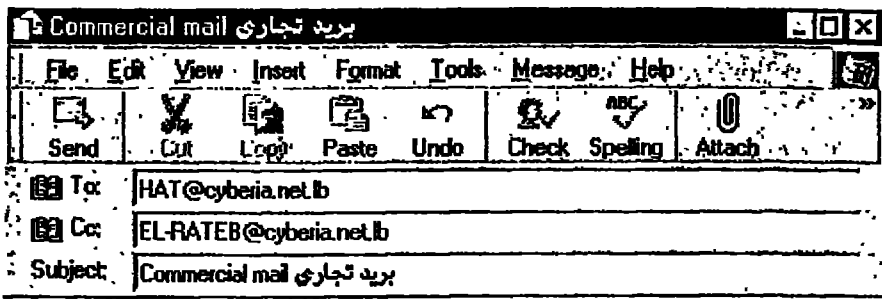 Commercial mail بريد تجاري
File Edit View Insert Format Tools Message Help
Send Cut Copy Paste Undo Check Spelling Attach »
To: HAT@cyberia.net.lb
Cc: EL-RATEB@cyberia.net.lb
Subject: Commercial mail بريد تجاري